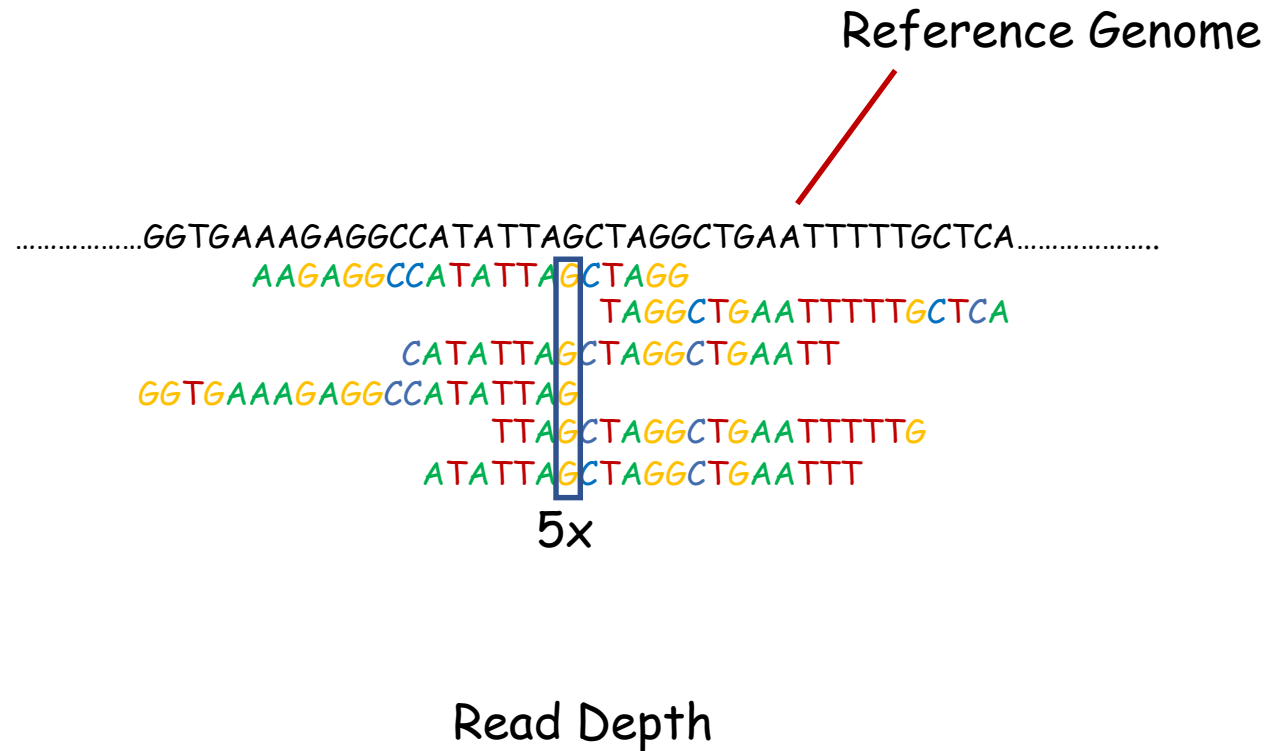 Reference Genome
………………GGTGAAAGAGGCCATATTAGCTAGGCTGAATTTTTGCTCA………………..
AAGAGGCCATATTAGCTAGG
TAGGCTGAATTTTTGCTCA
CATATTAGCTAGGCTGAATT
GGTGAAAGAGGCCATATTAG
TTAGCTAGGCTGAATTTTTG
ATATTAGCTAGGCTGAATTT
5x
Read Depth